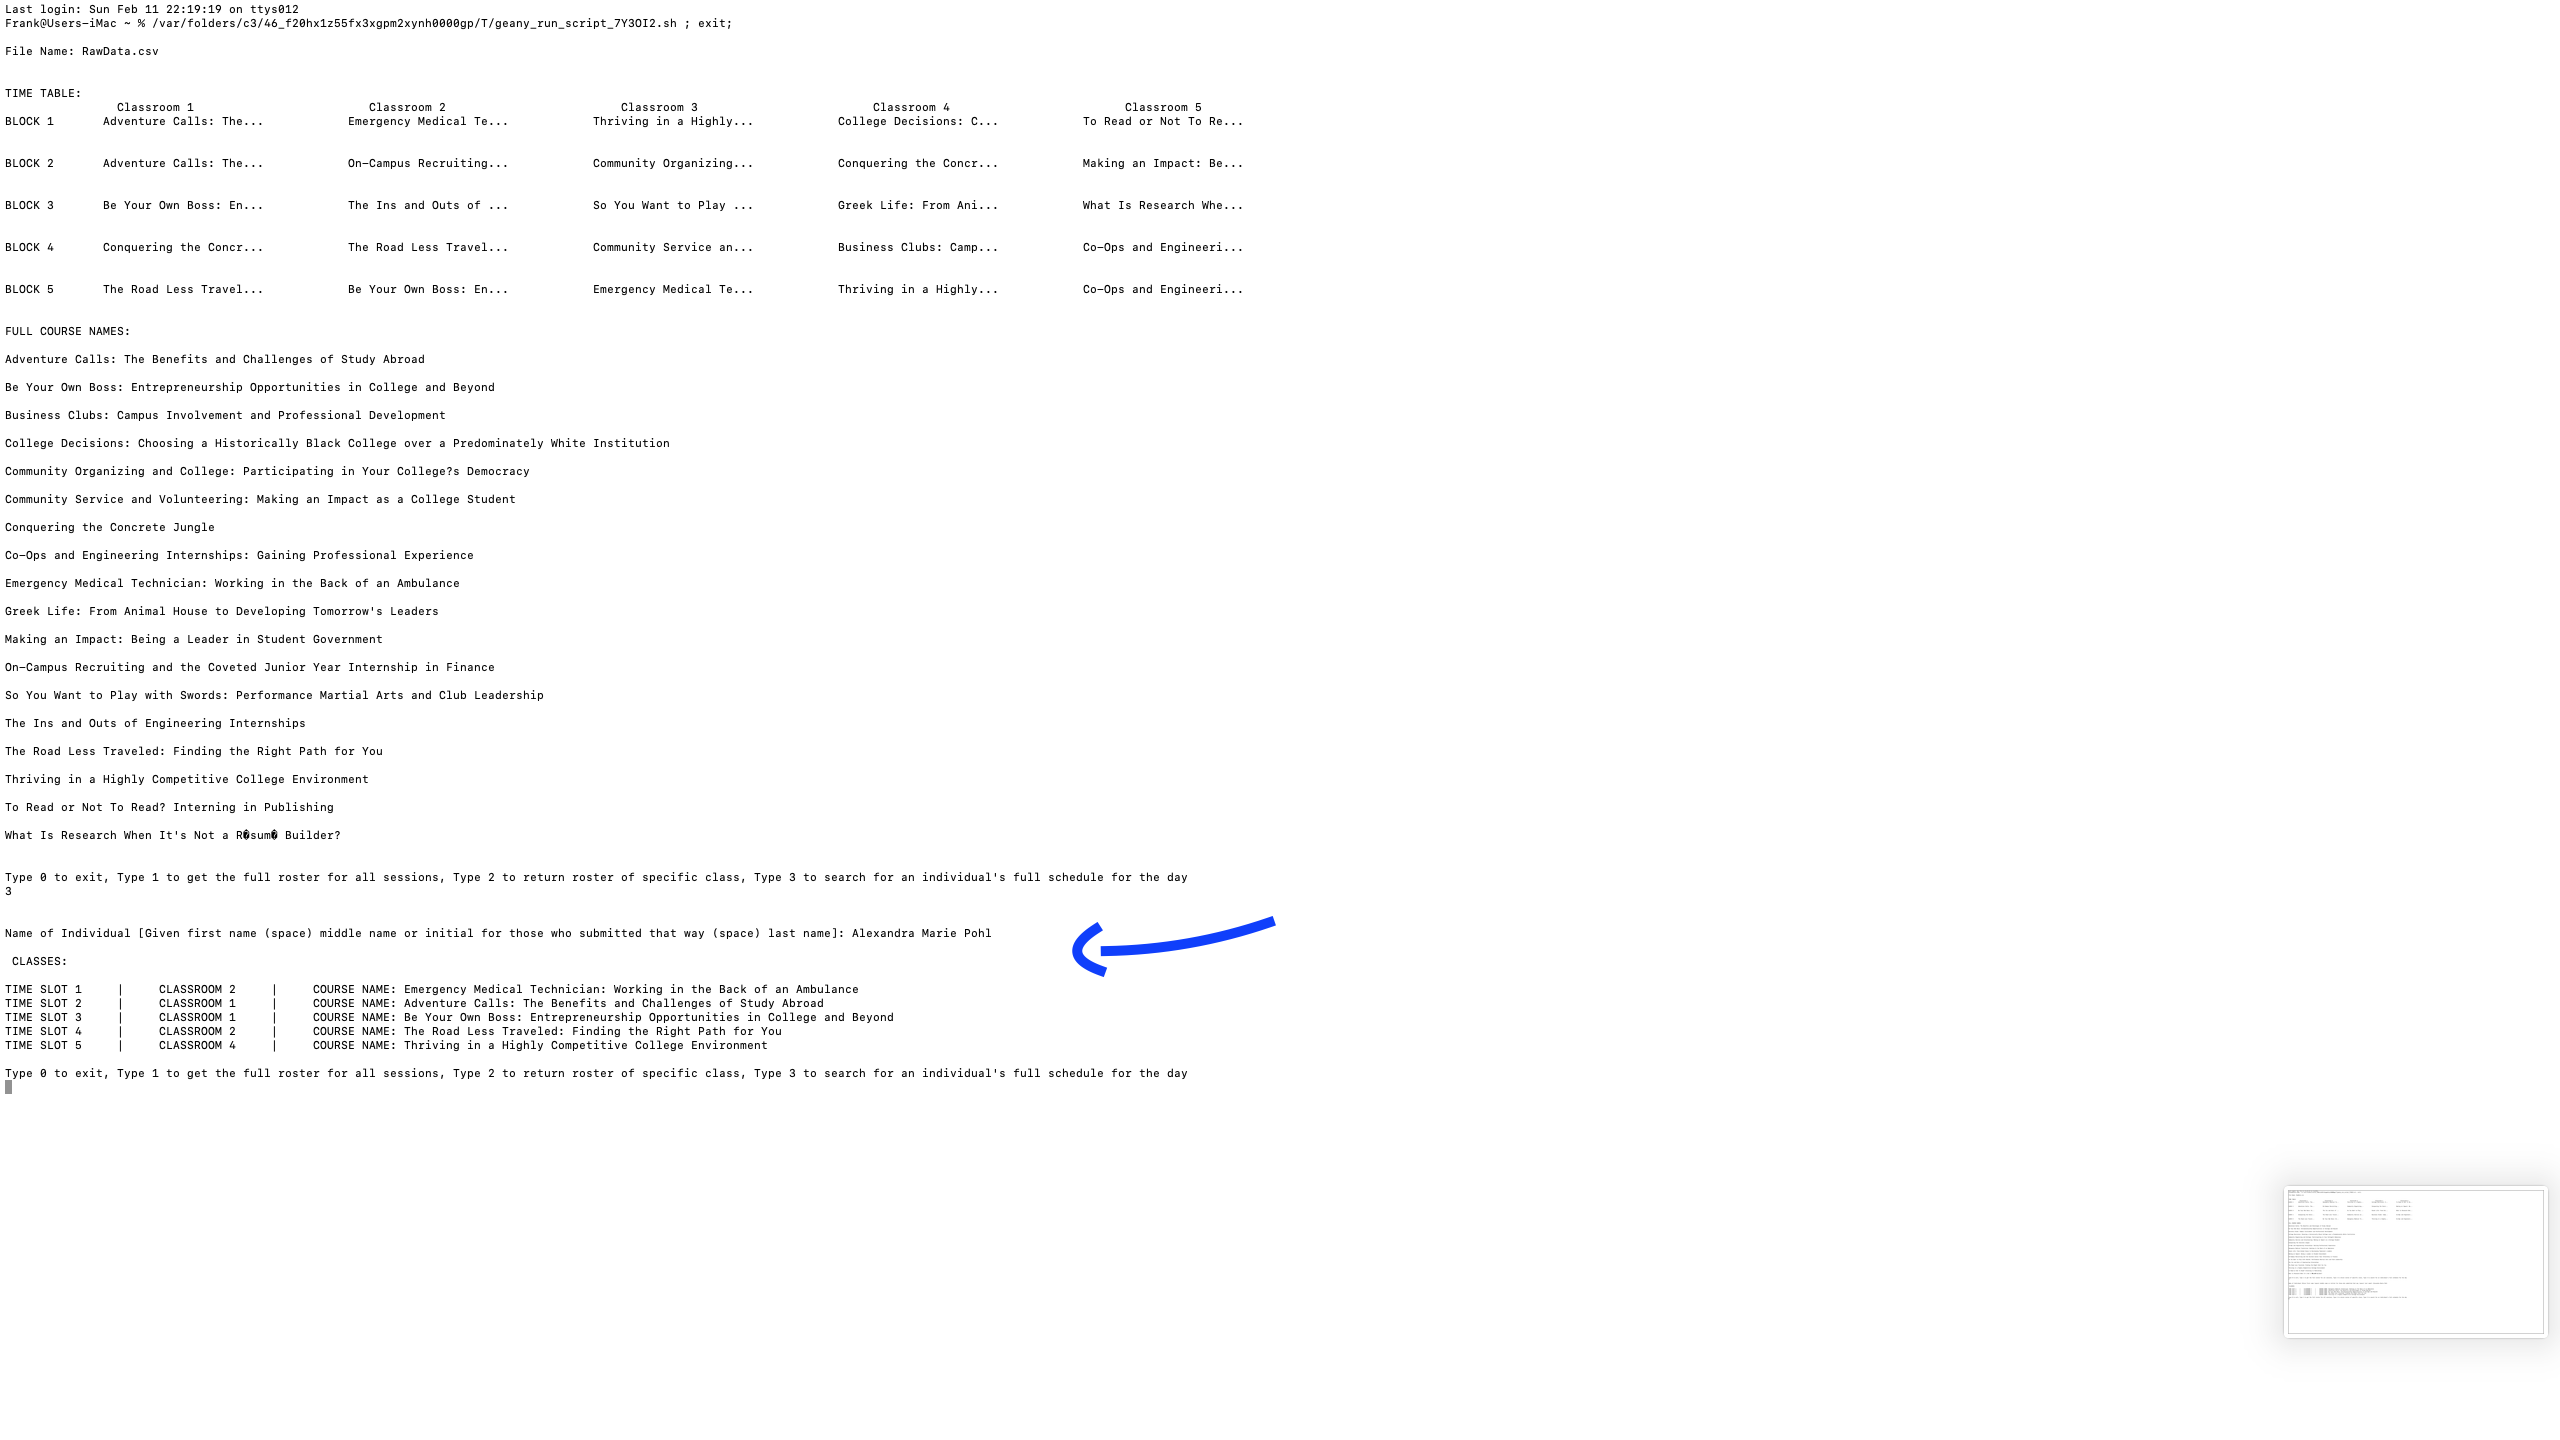 Last login: Sun Feb 11 22:19:19 on ttys012
Frank@Users-iMac ~ % /var/folders/c3/46_f20hx1z55fx3xgpm2xynh0000gp/T/geany_run_script_7Y3OI2.sh ; exit;
File Name: RawData.csv
TIME TABLE:
Classroom 1 Classroom 2 Classroom 3 Classroom 4 Classroom 5
BLOCK 1 Adventure Calls: The... Emergency Medical Te... Thriving in a Highly... College Decisions: C... To Read or Not To Re...
BLOCK 2 Adventure Calls: The... On-Campus Recruiting... Community Organizing... Conquering the Concr... Making an Impact: Be...
BLOCK 3 Be Your Own Boss: En... The Ins and Outs of ... So You Want to Play ... Greek Life: From Ani... What Is Research Whe...
BLOCK 4 Conquering the Concr... The Road Less Travel... Community Service an... Business Clubs: Camp... Co-Ops and Engineeri...
BLOCK 5 The Road Less Travel... Be Your Own Boss: En... Emergency Medical Te... Thriving in a Highly... Co-Ops and Engineeri...
FULL COURSE NAMES:
Adventure Calls: The Benefits and Challenges of Study Abroad
Be Your Own Boss: Entrepreneurship Opportunities in College and Beyond
Business Clubs: Campus Involvement and Professional Development
College Decisions: Choosing a Historically Black College over a Predominately White Institution
Community Organizing and College: Participating in Your College?s Democracy
Community Service and Volunteering: Making an Impact as a College Student
Conquering the Concrete Jungle
Co-Ops and Engineering Internships: Gaining Professional Experience
Emergency Medical Technician: Working in the Back of an Ambulance
Greek Life: From Animal House to Developing Tomorrow's Leaders
Making an Impact: Being a Leader in Student Government
On-Campus Recruiting and the Coveted Junior Year Internship in Finance
So You Want to Play with Swords: Performance Martial Arts and Club Leadership
The Ins and Outs of Engineering Internships
The Road Less Traveled: Finding the Right Path for You
Thriving in a Highly Competitive College Environment
To Read or Not To Read? Interning in Publishing
What Is Research When It's Not a R�sum� Builder?
Type 0 to exit, Type 1 to get the full roster for all sessions, Type 2 to return roster of specific class, Type 3 to search for an individual's full schedule for the day
3
Name of Individual [Given first name (space) middle name or initial for those who submitted that way (space) last name]: Alexandra Marie Pohl
CLASSES:
TIME SLOT 1 | CLASSROOM 2 | COURSE NAME: Emergency Medical Technician: Working in the Back of an Ambulance
TIME SLOT 2 | CLASSROOM 1 | COURSE NAME: Adventure Calls: The Benefits and Challenges of Study Abroad
TIME SLOT 3 | CLASSROOM 1 | COURSE NAME: Be Your Own Boss: Entrepreneurship Opportunities in College and Beyond
TIME SLOT 4 | CLASSROOM 2 | COURSE NAME: The Road Less Traveled: Finding the Right Path for You
TIME SLOT 5 | CLASSROOM 4 | COURSE NAME: Thriving in a Highly Competitive College Environment
Type 0 to exit, Type 1 to get the full roster for all sessions, Type 2 to return roster of specific class, Type 3 to search for an individual's full schedule for the day